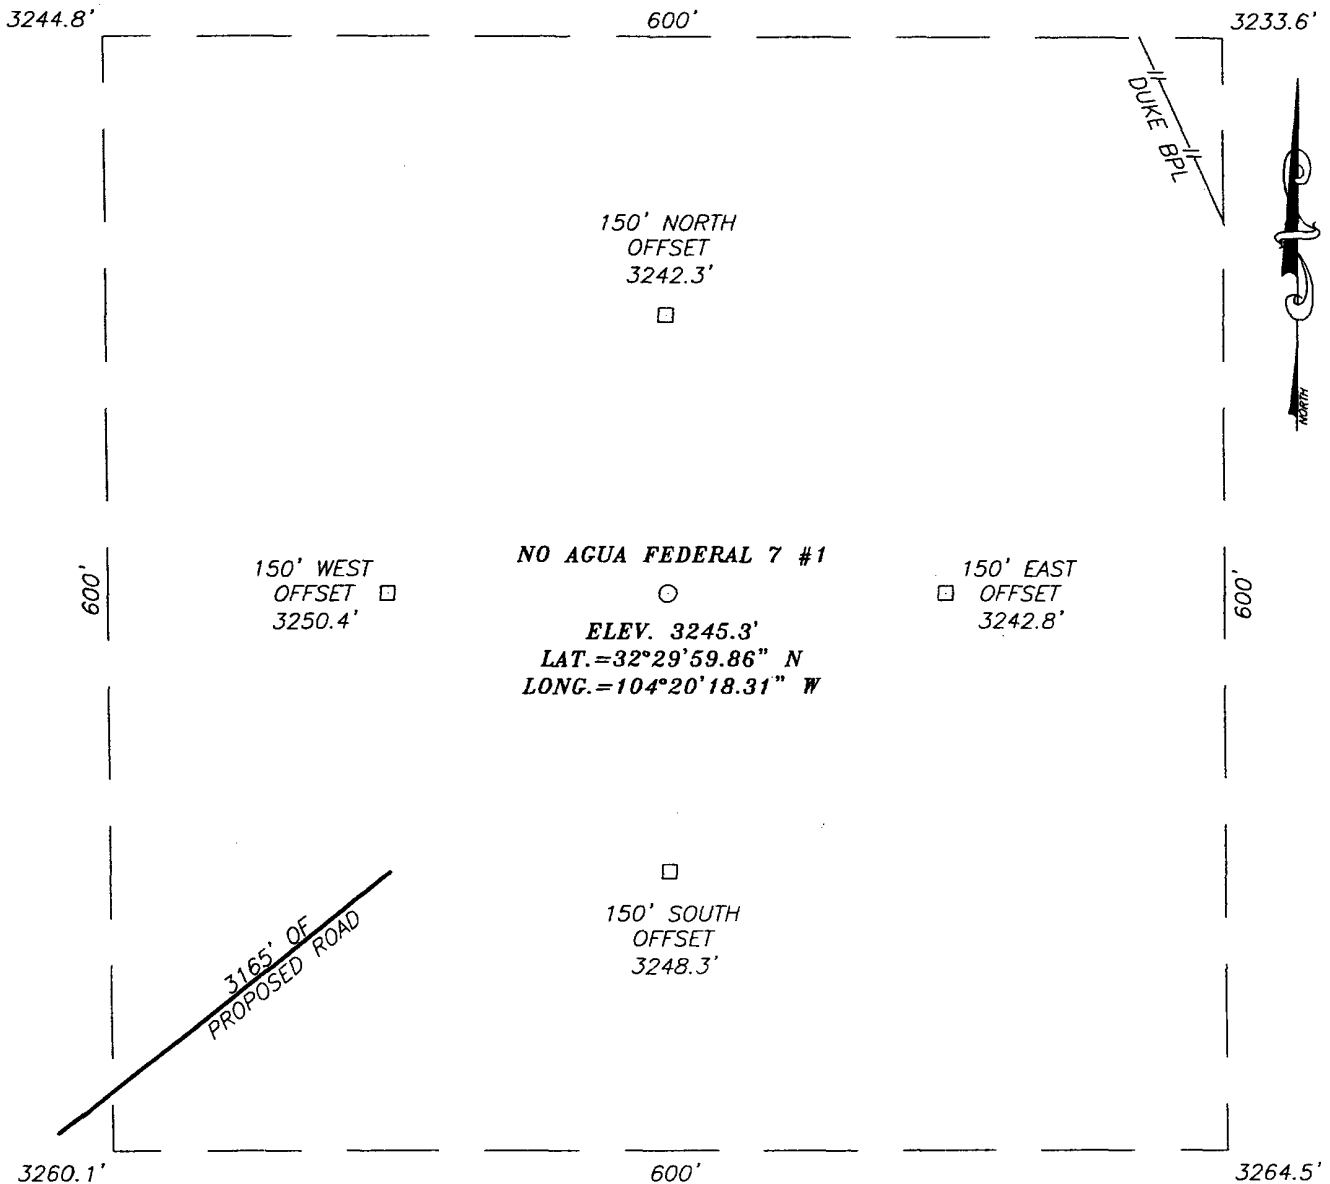 3244.8'
600'
3233.6'
DUKE BPL
150' NORTH
OFFSET
3242.3'
NORTH
600'
150' WEST
OFFSET
3250.4'
NO AGUA FEDERAL 7 #1
ELEV. 3245.3'
LAT.=32°29'59.86" N
LONG.=104°20'18.31" W
150' EAST
OFFSET
3242.8'
600'
150' SOUTH
OFFSET
3248.3'
3165' OF
PROPOSED ROAD
3260.1'
600'
3264.5'